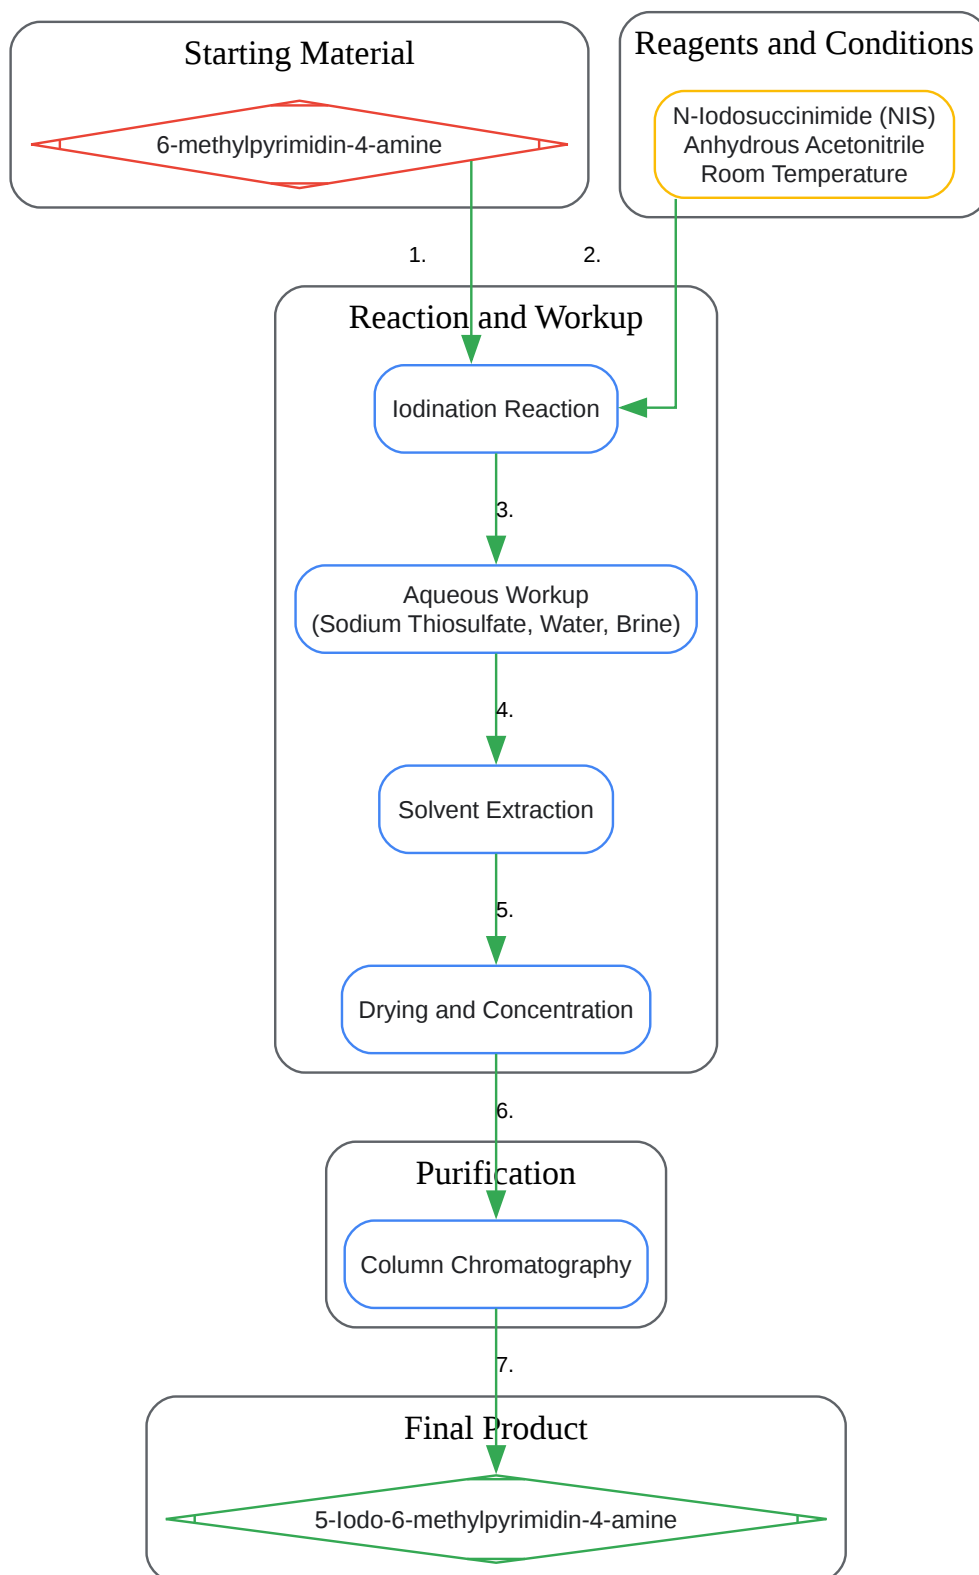 Starting Material
6-methylpyrimidin-4-amine
Reagents and Conditions
N-Iodosuccinimide (NIS)
Anhydrous Acetonitrile
Room Temperature
1.
2.
Reaction and Workup
Iodination Reaction
3.
Aqueous Workup
(Sodium Thiosulfate, Water, Brine)
4.
Solvent Extraction
5.
Drying and Concentration
6.
Purification
Column Chromatography
7.
Final Product
5-Iodo-6-methylpyrimidin-4-amine